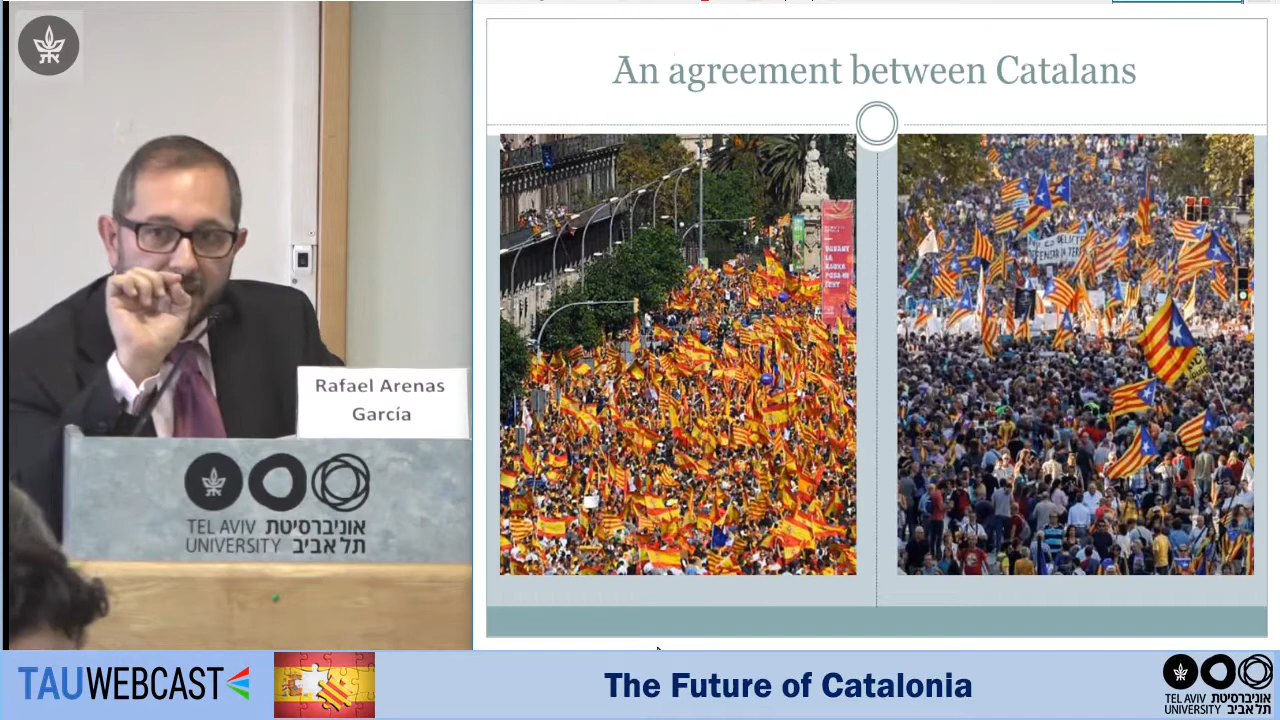 An agreement between Catalans
Rafael Arenas
García
TEL AVIV אוניברסיטת
UNIVERSITY תל אביב
TAUWEBCAST
The Future of Catalonia
TEL AVIV אוניברסיטת
UNIVERSITY תל אביב